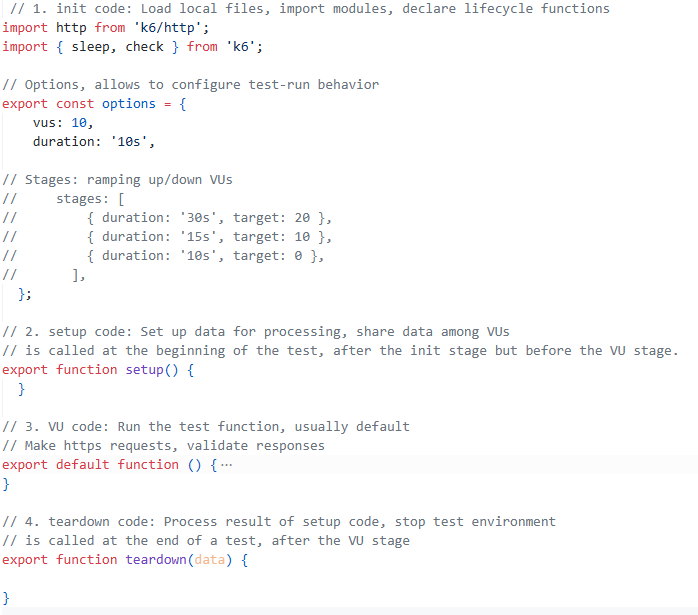 // 1. init code: Load local files, import modules, declare lifecycle functions
import http from 'k6/http';
import { sleep, check } from 'k6';
// Options, allows to configure test-run behavior
export const options = {
    vus: 10,
    duration: '10s',
// Stages: ramping up/down VUs
//     stages: [
//         { duration: '30s', target: 20 },
//         { duration: '15s', target: 10 },
//         { duration: '10s', target: 0 },
//       ],
  };
// 2. setup code: Set up data for processing, share data among VUs
// is called at the beginning of the test, after the init stage but before the VU stage.
export function setup() {
  }
// 3. VU code: Run the test function, usually default
// Make https requests, validate responses
export default function () {⋯
}
// 4. teardown code: Process result of setup code, stop test environment
// is called at the end of a test, after the VU stage
export function teardown(data) {
}